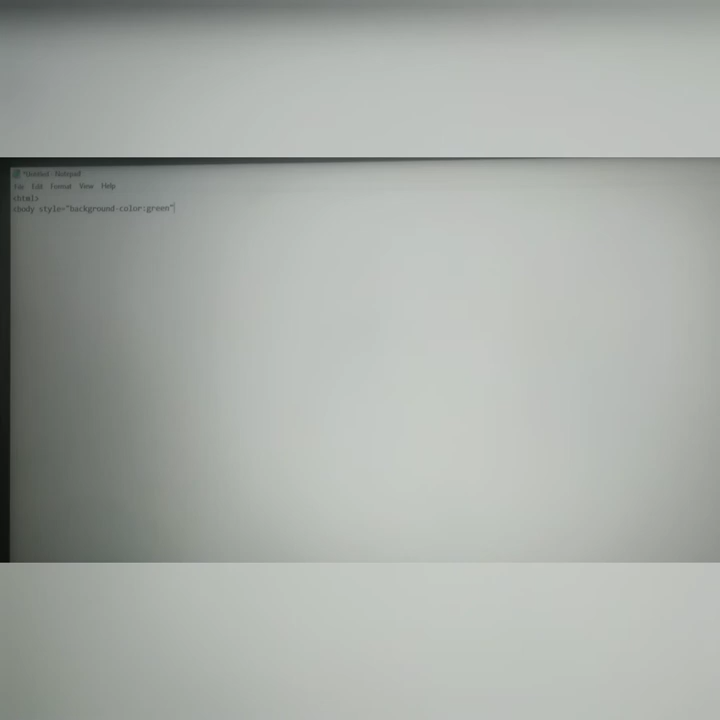 *Untitled - Notepad
File Edit Format View Help
<html>
<body style="background-color:green"